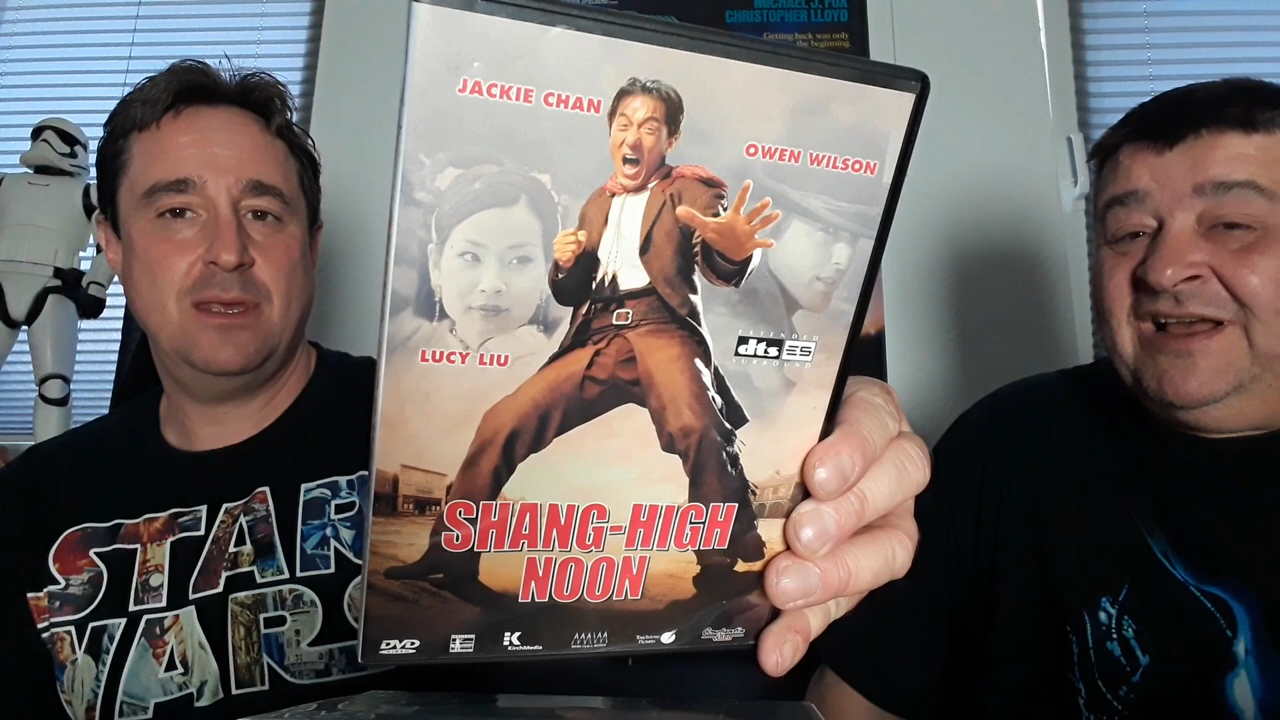 MICHAEL J. FOX
CHRISTOPHER LLOYD
Getting back was only
the beginning.
JACKIE CHAN
OWEN WILSON
LUCY LIU
EXTENDED
dts ES
SURROUND
SHANG-HIGH
NOON
STAR
WARS
DVD
VIDEO
KirchMedia